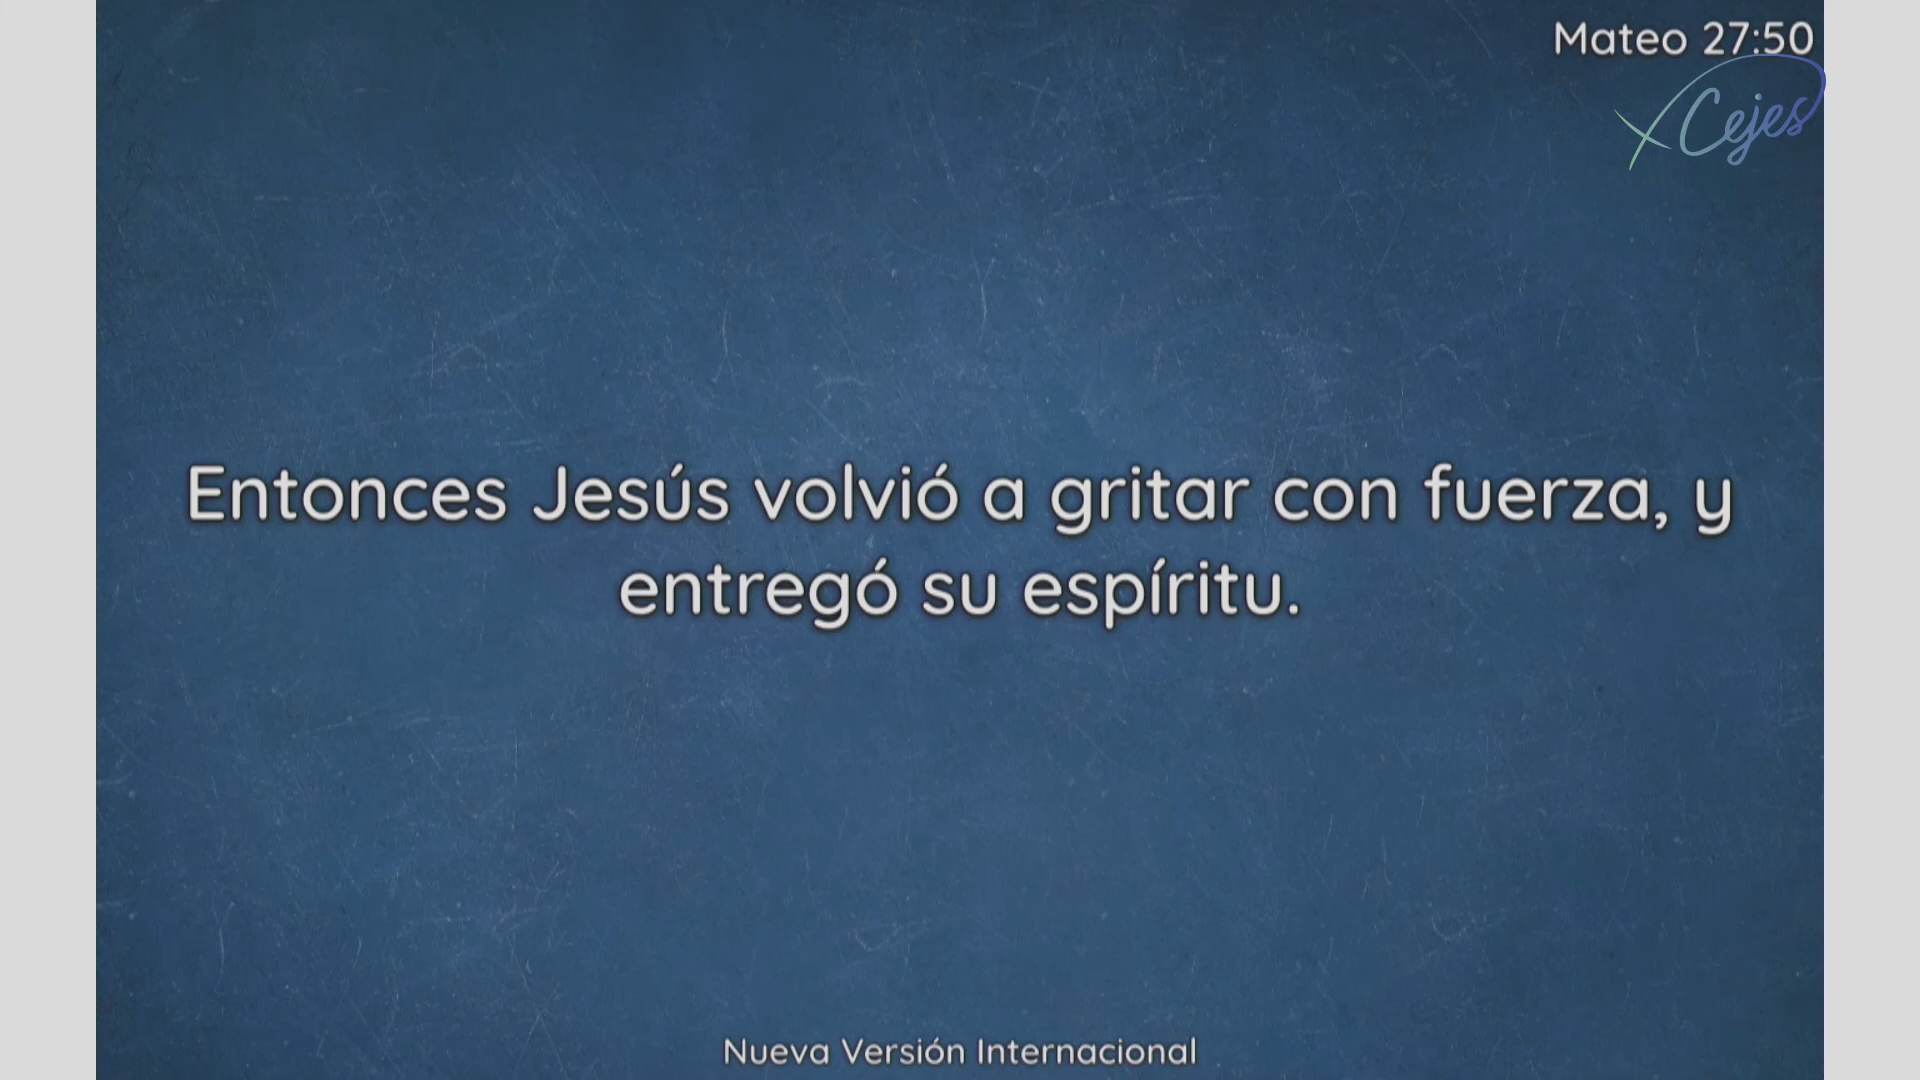 Mateo 27:50
Cejes
Entonces Jesús volvió a gritar con fuerza, y
entregó su espíritu.
Nueva Versión Internacional